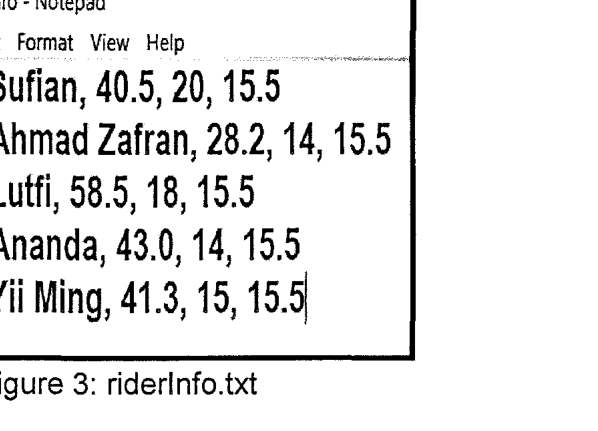 Notepad
Format View Help
Sufian, 40.5, 20, 15.5
Ahmad Zafran, 28.2, 14, 15.5
Lutfi, 58.5, 18, 15.5
Ananda, 43.0, 14, 15.5
Yii Ming, 41.3, 15, 15.5
igure 3: riderInfo.txt